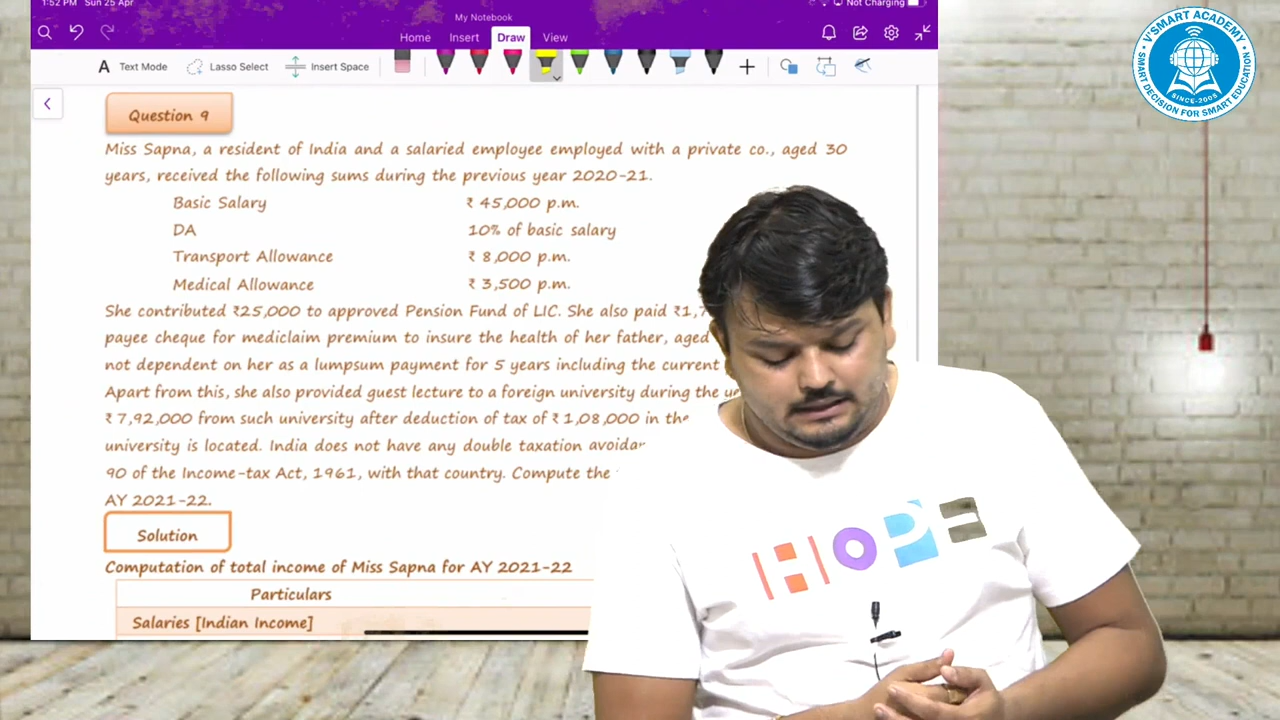 1:52 PM Sun 25 Apr
Not Charging
My Notebook
Home Insert Draw View
A Text Mode Lasso Select Insert Space
Question 9
Miss Sapna, a resident of India and a salaried employee employed with a private co., aged 30
years, received the following sums during the previous year 2020-21.
Basic Salary ₹ 45,000 p.m.
DA 10% of basic salary
Transport Allowance ₹ 8,000 p.m.
Medical Allowance ₹ 3,500 p.m.
She contributed ₹25,000 to approved Pension Fund of LIC. She also paid
payee cheque for mediclaim premium to insure the health of her father, aged
not dependent on her as a lumpsum payment for 5 years including the current
Apart from this, she also provided guest lecture to a foreign university during the
₹ 7,92,000 from such university after deduction of tax of ₹ 1,08,000 in
university is located. India does not have any double taxation
90 of the Income-tax Act, 1961, with that country. Compute the
AY 2021-22.
Solution
Computation of total income of Miss Sapna for AY 2021-22
Particulars
Salaries [Indian Income]
V'SMART ACADEMY
SINCE-2005
SMART DECISION FOR SMART EDUCATION
HOPE